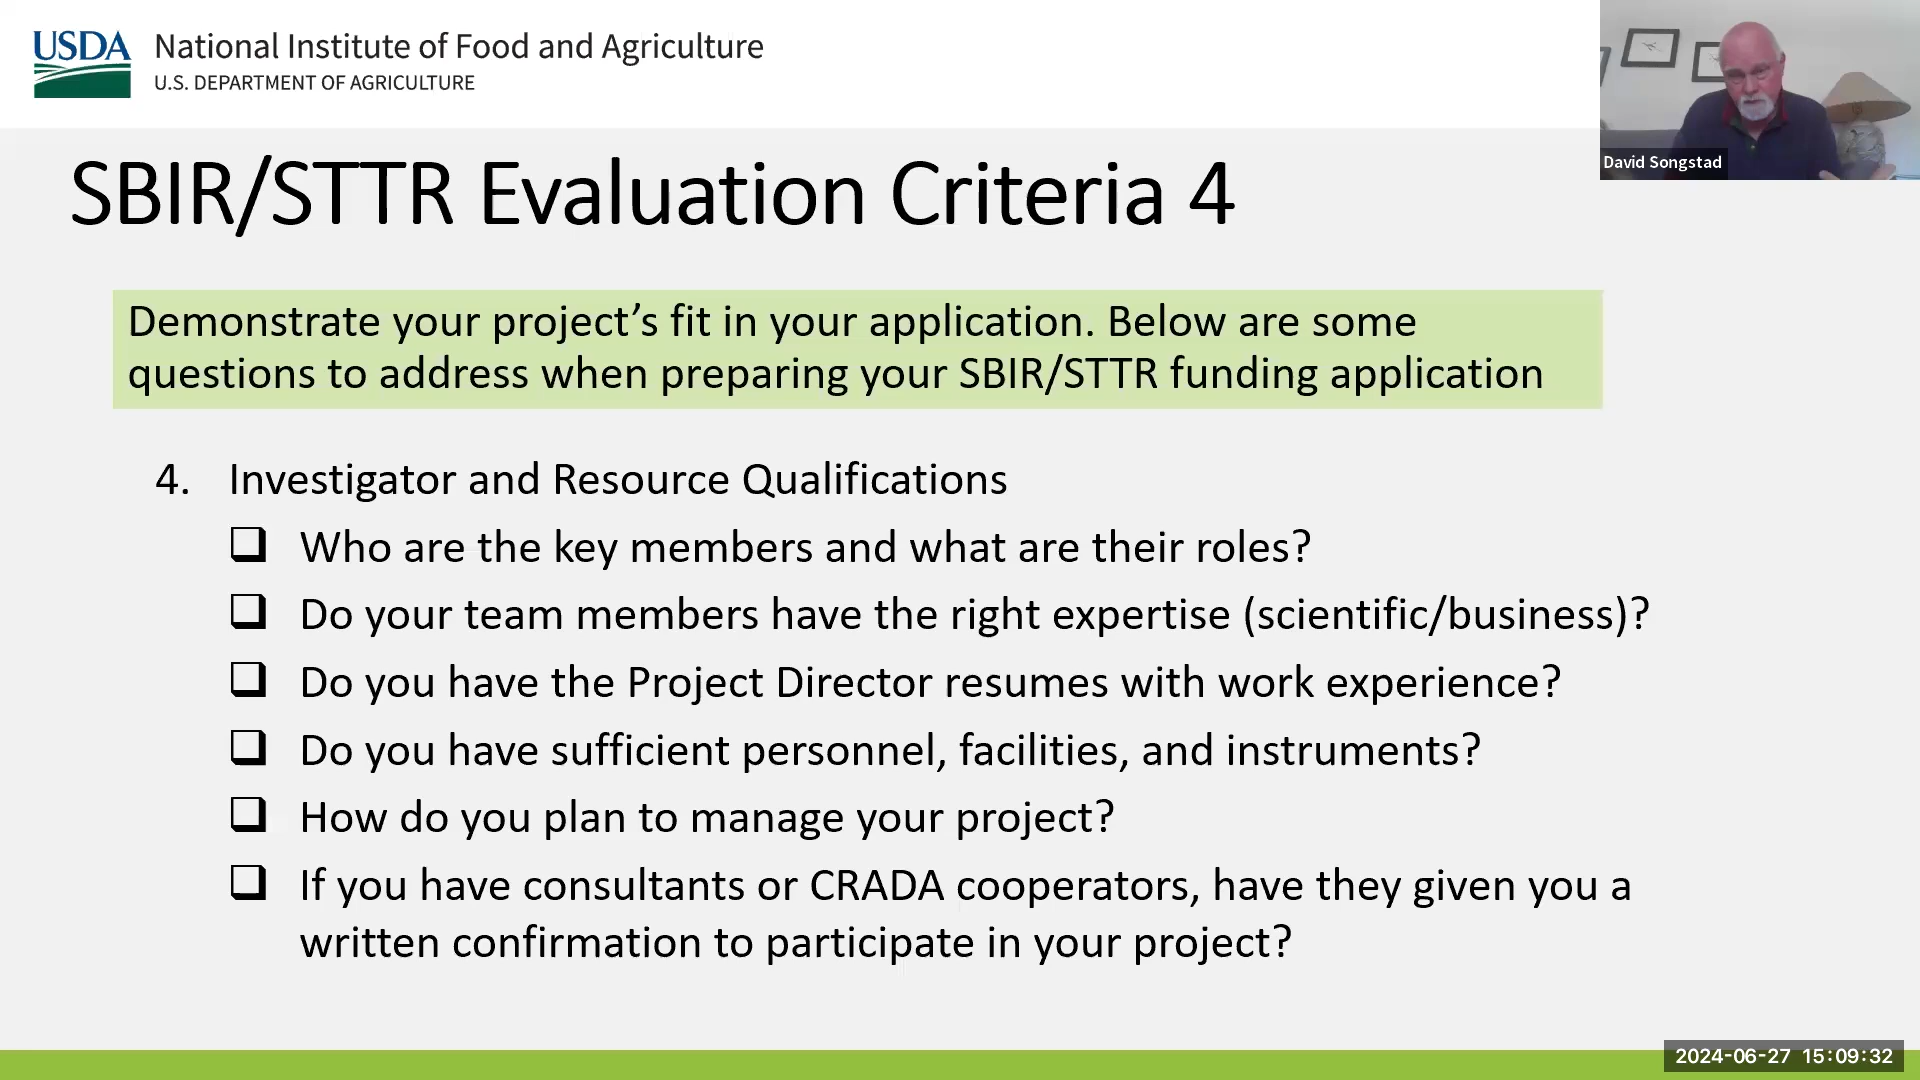 USDA
National Institute of Food and Agriculture
U.S. DEPARTMENT OF AGRICULTURE
David Songstad
SBIR/STTR Evaluation Criteria 4
Demonstrate your project’s fit in your application. Below are some
questions to address when preparing your SBIR/STTR funding application
4. Investigator and Resource Qualifications
❑ Who are the key members and what are their roles?
❑ Do your team members have the right expertise (scientific/business)?
❑ Do you have the Project Director resumes with work experience?
❑ Do you have sufficient personnel, facilities, and instruments?
❑ How do you plan to manage your project?
❑ If you have consultants or CRADA cooperators, have they given you a
written confirmation to participate in your project?
2024-06-27 15:09:32